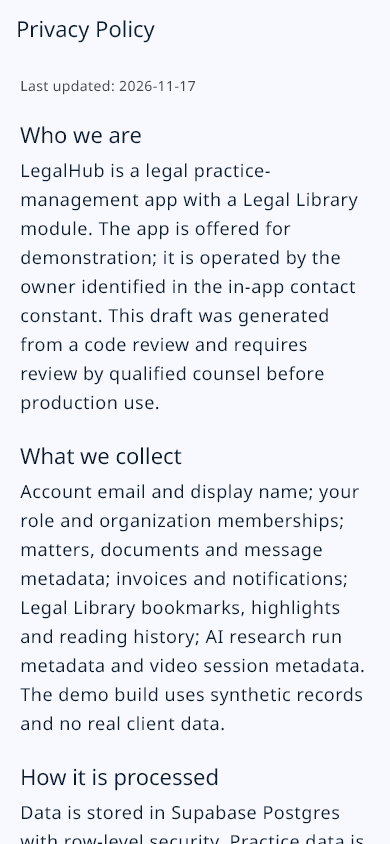 Privacy Policy
Last updated: 2026-11-17
Who we are
LegalHub is a legal practice-
management app with a Legal Library
module. The app is offered for
demonstration; it is operated by the
owner identified in the in-app contact
constant. This draft was generated
from a code review and requires
review by qualified counsel before
production use.
What we collect
Account email and display name; your
role and organization memberships;
matters, documents and message
metadata; invoices and notifications;
Legal Library bookmarks, highlights
and reading history; AI research run
metadata and video session metadata.
The demo build uses synthetic records
and no real client data.
How it is processed
Data is stored in Supabase Postgres
with row-level security. Practice data is